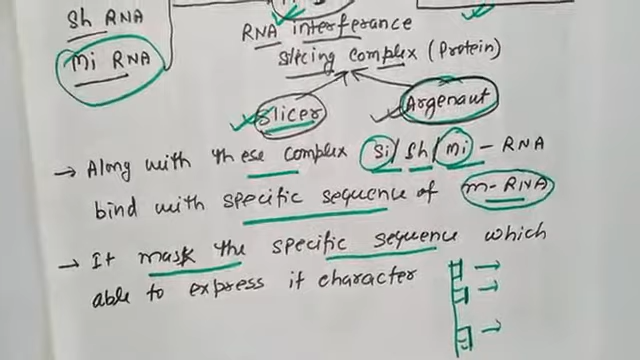 Sh RNA
Mi RNA
RNA interferance
Slicing Complex (Protein)
Slicer
Argenaut
→ Along with these complex Si/Sh/Mi - RNA
bind with specific sequence of m-RNA
→ It mask the specific sequence which
able to express it character